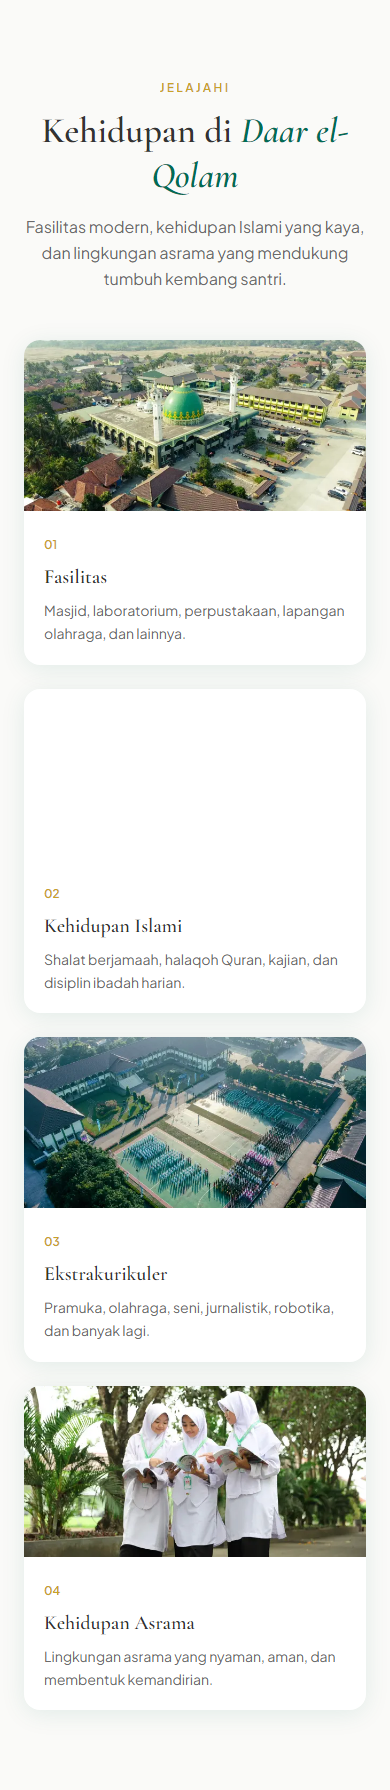 JELAJAHI
Kehidupan di Daar el-
Qolam
Fasilitas modern, kehidupan Islami yang kaya,
dan lingkungan asrama yang mendukung
tumbuh kembang santri.
01
Fasilitas
Masjid, laboratorium, perpustakaan, lapangan
olahraga, dan lainnya.
02
Kehidupan Islami
Shalat berjamaah, halaqoh Quran, kajian, dan
disiplin ibadah harian.
03
Ekstrakurikuler
Pramuka, olahraga, seni, jurnalistik, robotika,
dan banyak lagi.
04
Kehidupan Asrama
Lingkungan asrama yang nyaman, aman, dan
membentuk kemandirian.